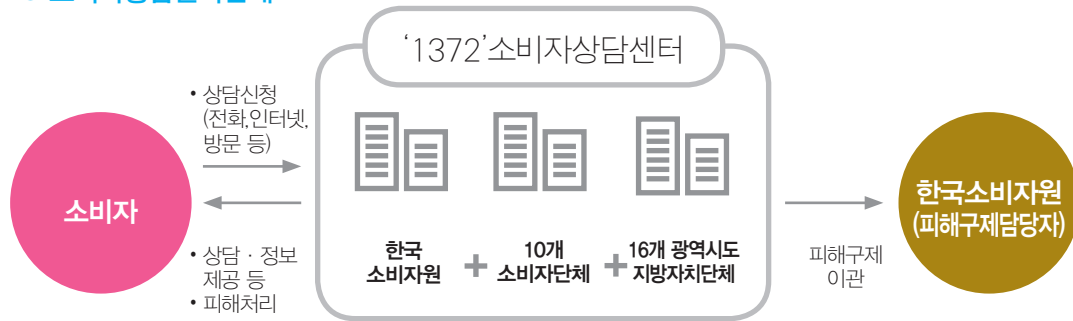 '1372'소비자상담센터
• 상담신청
(전화,인터넷,
방문 등)
소비자
• 상담 · 정보
제공 등
• 피해처리
한국
소비자원
+
10개
소비자단체
+
16개 광역시도
지방자치단체
피해구제
이관
한국소비자원
(피해구제담당자)